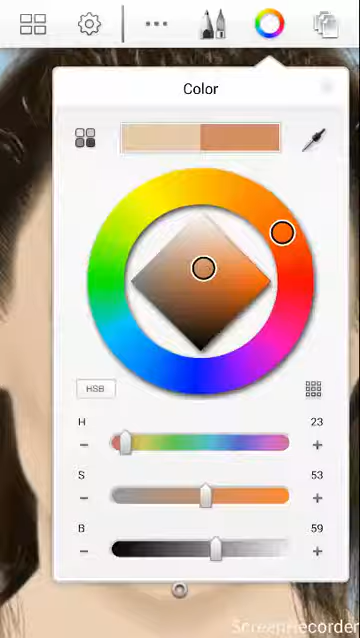 Color
HSB
H 23
S 53
B 59
ScreenRecorder